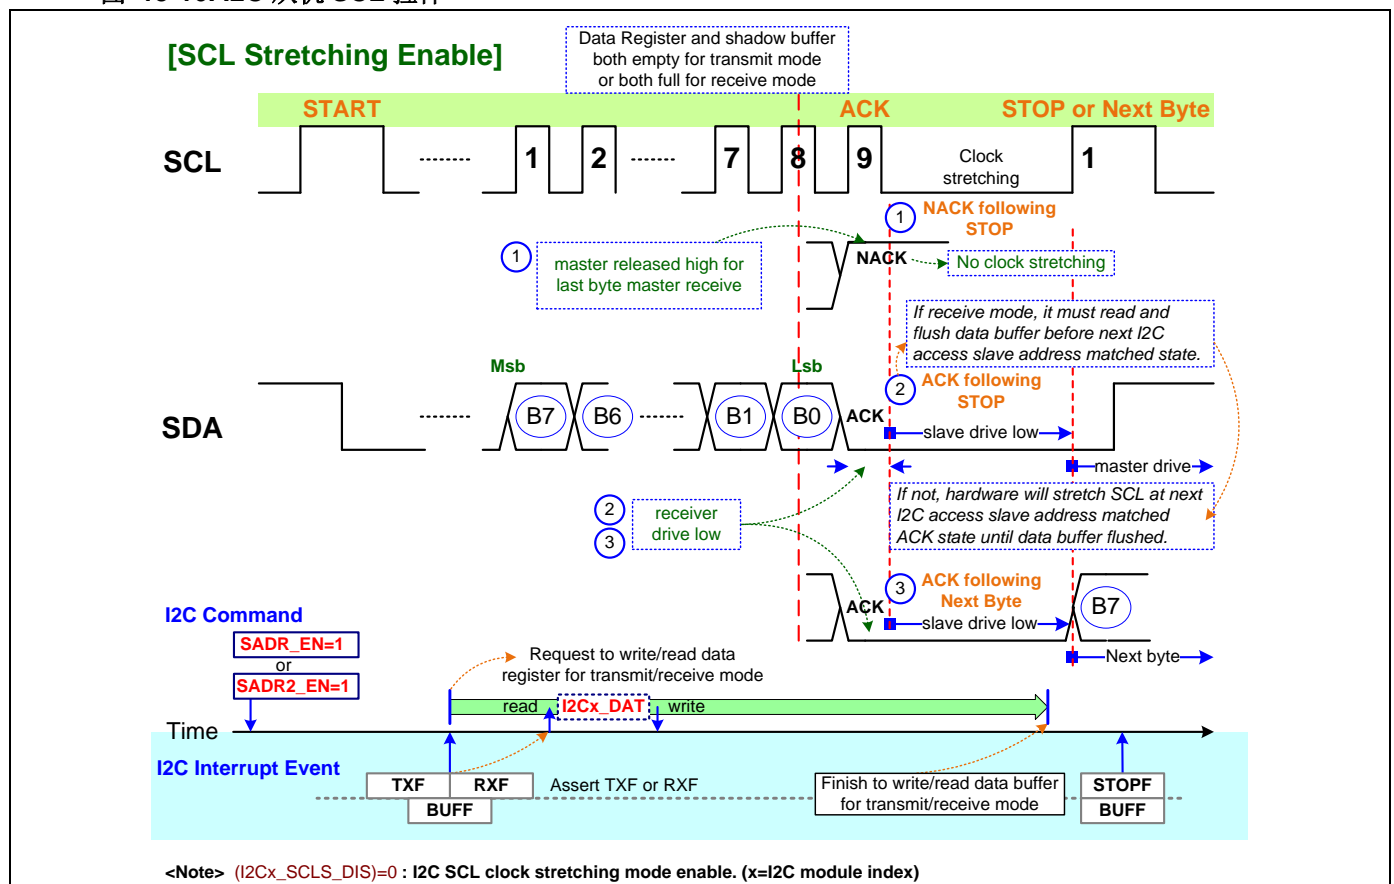 [SCL Stretching Enable]
Data Register and shadow buffer
both empty for transmit mode
or both full for receive mode
START
ACK
STOP or Next Byte
SCL
1
2
7
8
9
Clock
stretching
1
1
NACK following
STOP
1
master released high for
last byte master receive
NACK
No clock stretching
If receive mode, it must read and
flush data buffer before next I2C
access slave address matched state.
Msb
Lsb
2
ACK following
STOP
SDA
B7
B6
B1
B0
ACK
slave drive low
master drive
2
3
receiver
drive low
If not, hardware will stretch SCL at next
I2C access slave address matched
ACK state until data buffer flushed.
3
ACK following
Next Byte
ACK
slave drive low
B7
Next byte
I2C Command
SADR_EN=1
or
SADR2_EN=1
Request to write/read data
register for transmit/receive mode
read
I2Cx_DAT
write
Time
I2C Interrupt Event
TXF
RXF
BUFF
Assert TXF or RXF
Finish to write/read data buffer
for transmit/receive mode
STOPF
BUFF
<Note> (I2Cx_SCLS_DIS)=0 : I2C SCL clock stretching mode enable. (x=I2C module index)